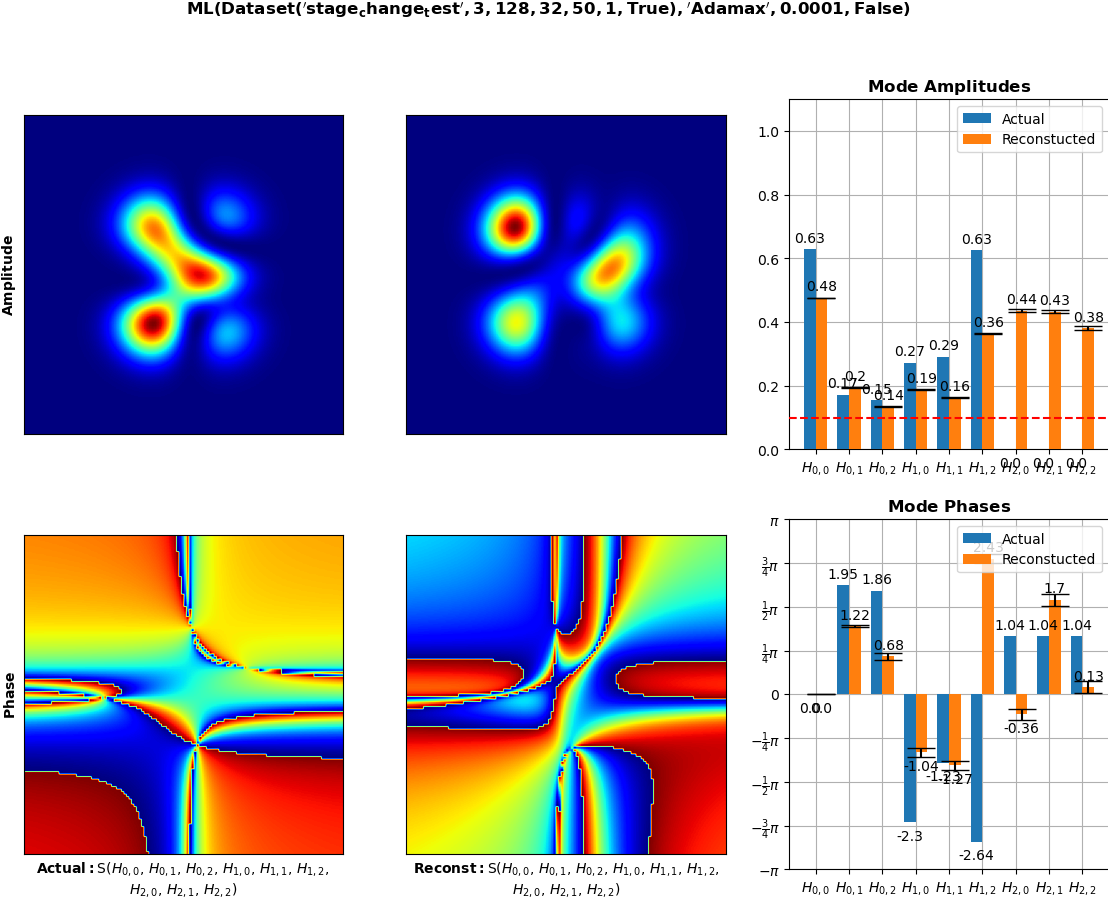 ML(Dataset('stage_change_test', 3, 128, 32, 50, 1, True), 'Adamax', 0.0001, False)
Amplitude
Mode Amplitudes
Actual
Reconstucted
1.0
0.8
0.6
0.4
0.2
0.0
0.63
0.48
0.17
0.2
0.15
0.14
0.27
0.19
0.29
0.16
0.63
0.36
0.0
0.44
0.0
0.43
0.0
0.38
H0,0 H0,1 H0,2 H1,0 H1,1 H1,2 H2,0 H2,1 H2,2
Phase
Actual: S(H0,0, H0,1, H0,2, H1,0, H1,1, H1,2,
H2,0, H2,1, H2,2)
Reconst: S(H0,0, H0,1, H0,2, H1,0, H1,1, H1,2,
H2,0, H2,1, H2,2)
Mode Phases
Actual
Reconstucted
π
3/4π
1/2π
1/4π
0
−1/4π
−1/2π
−3/4π
−π
0.0
0.0
1.95
1.22
1.86
0.68
-2.3
-1.04
-1.23
-1.27
-2.64
2.43
1.04
-0.36
1.04
1.7
1.04
0.13
H0,0 H0,1 H0,2 H1,0 H1,1 H1,2 H2,0 H2,1 H2,2